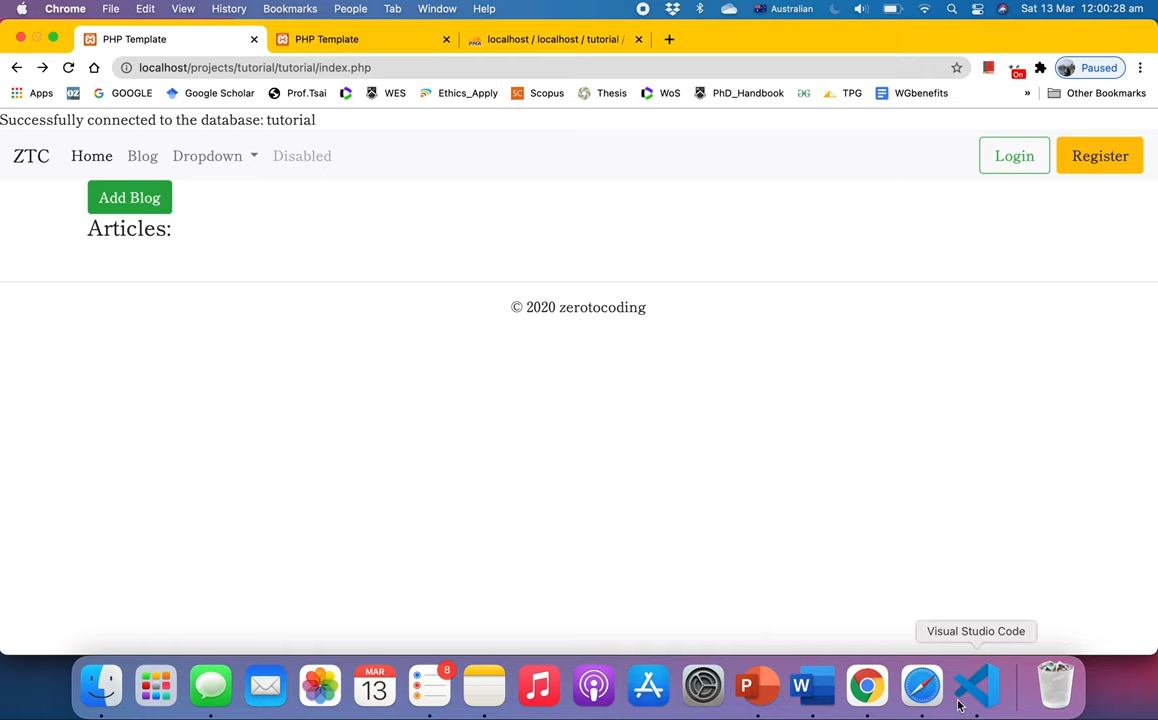 Chrome File Edit View History Bookmarks People Tab Window Help Australian Sat 13 Mar 12:00:28 am
PHP Template PHP Template localhost / localhost / tutorial /
localhost/projects/tutorial/tutorial/index.php On Paused
Apps OZ GOOGLE Google Scholar Prof.Tsai WES Ethics_Apply SC Scopus Thesis WoS PhD_Handbook TPG WGbenefits » Other Bookmarks
Successfully connected to the database: tutorial
ZTC Home Blog Dropdown Disabled Login Register
Add Blog
Articles:
© 2020 zerotocoding
Visual Studio Code
MAR
13
8
P
W